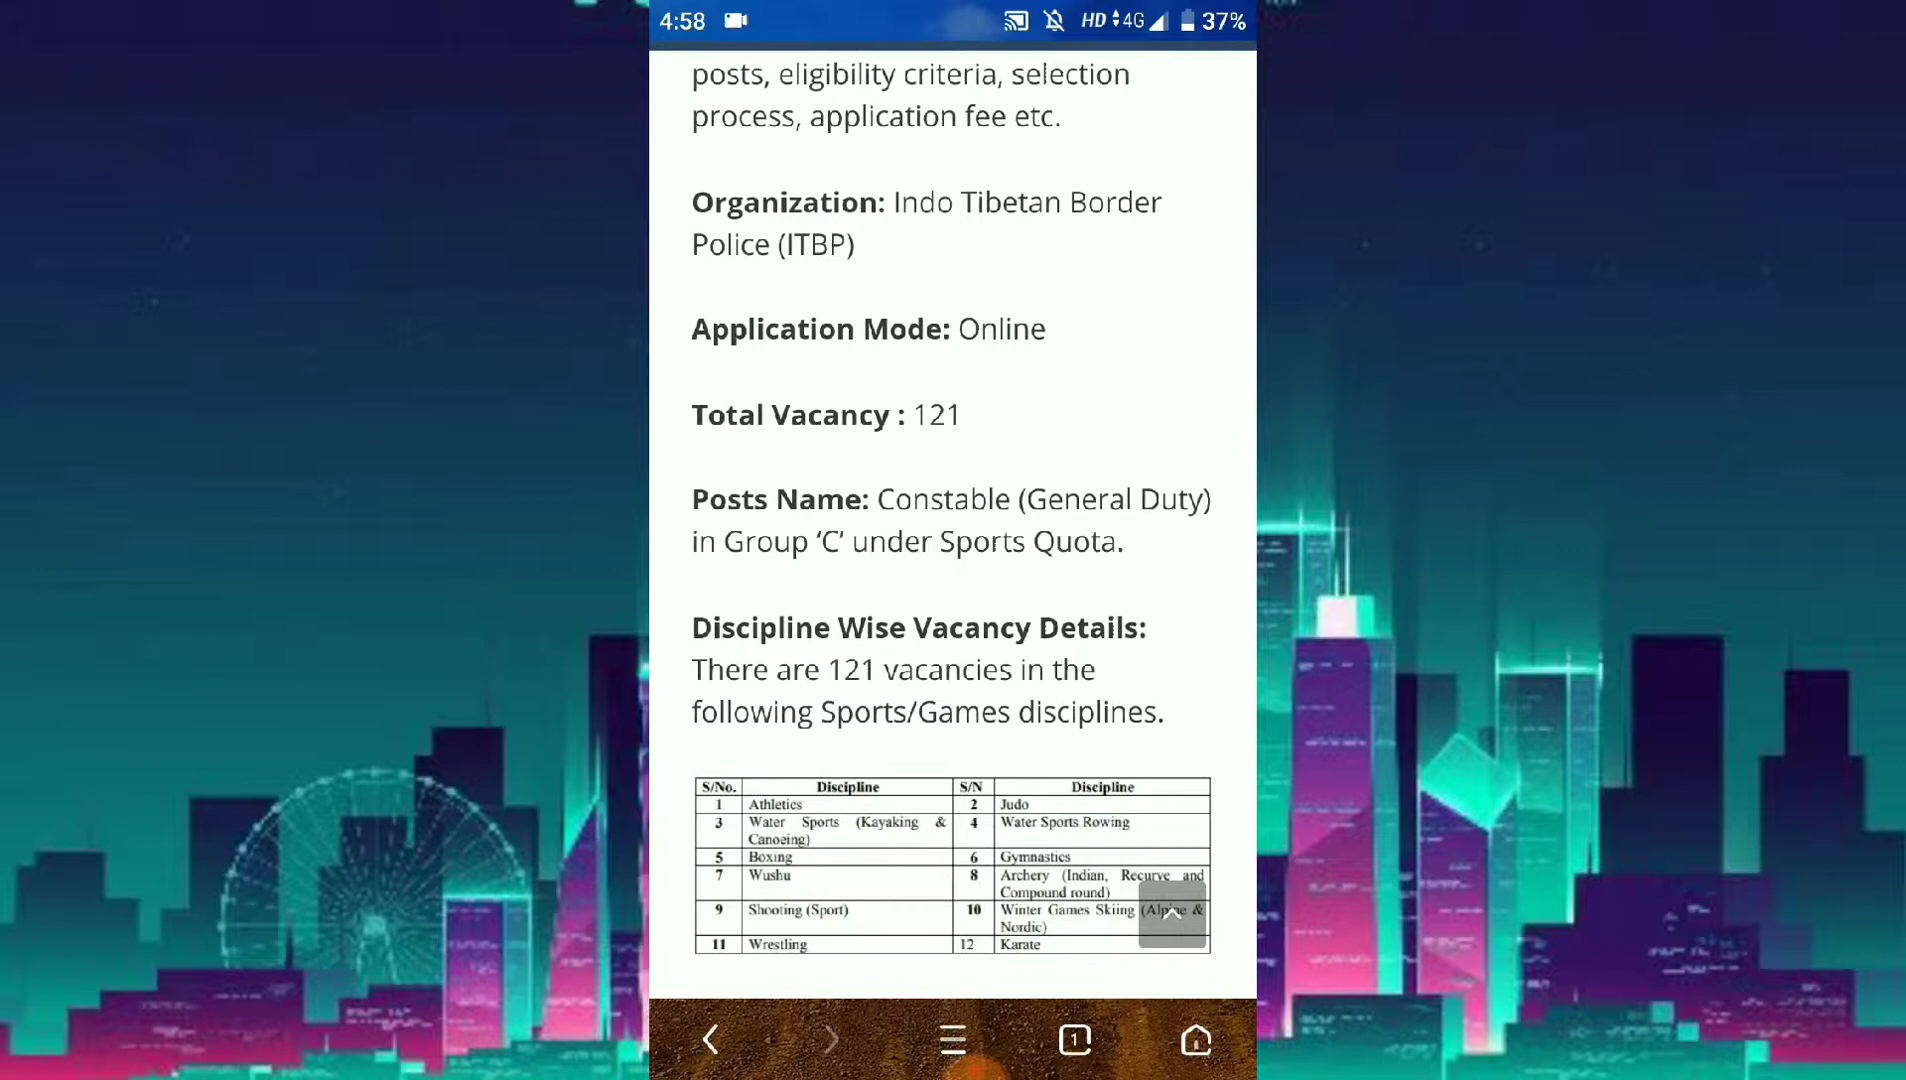 4:58 HD 4G 37%
posts, eligibility criteria, selection
process, application fee etc.
Organization: Indo Tibetan Border
Police (ITBP)
Application Mode: Online
Total Vacancy : 121
Posts Name: Constable (General Duty)
in Group ‘C’ under Sports Quota.
Discipline Wise Vacancy Details:
There are 121 vacancies in the
following Sports/Games disciplines.
S/No. Discipline S/N Discipline
1 Athletics 2 Judo
3 Water Sports (Kayaking & 4 Water Sports Rowing
Canoeing)
5 Boxing 6 Gymnastics
7 Wushu 8 Archery (Indian, Recurve and
Compound round)
9 Shooting (Sport) 10 Winter Games Skiing (Alpine &
Nordic)
11 Wrestling 12 Karate
1